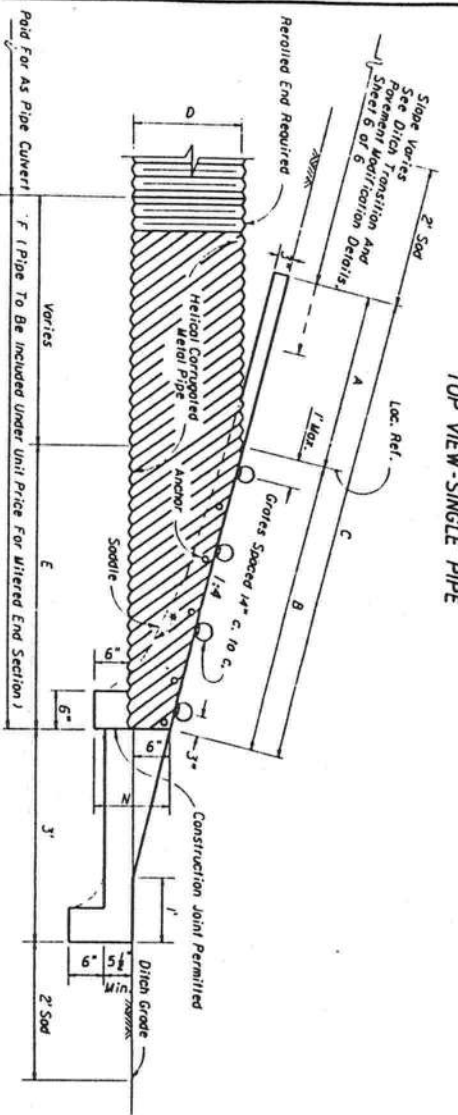 TOP VIEW-SINGLE PIPE
Slope Varies
See Ditch Transition And
Pavement Modification Details.
Sheet 6 of 6
2' Sod
Rerolled End Required
3"
A
Loc. Ref.
C
1' Max.
B
Grates Spaced 14" C. to C.
D
Helical Corrugated
Metal Pipe
Anchor
1:4
Saddle
3"
6"
6"
6"
N
Construction Joint Permitted
1'
Ditch Grade
6"
5½"
Min.
Varies
E
3'
2' Sod
Paid For As Pipe Culvert
F (Pipe To Be Included Under Unit Price For Mitered End Section)